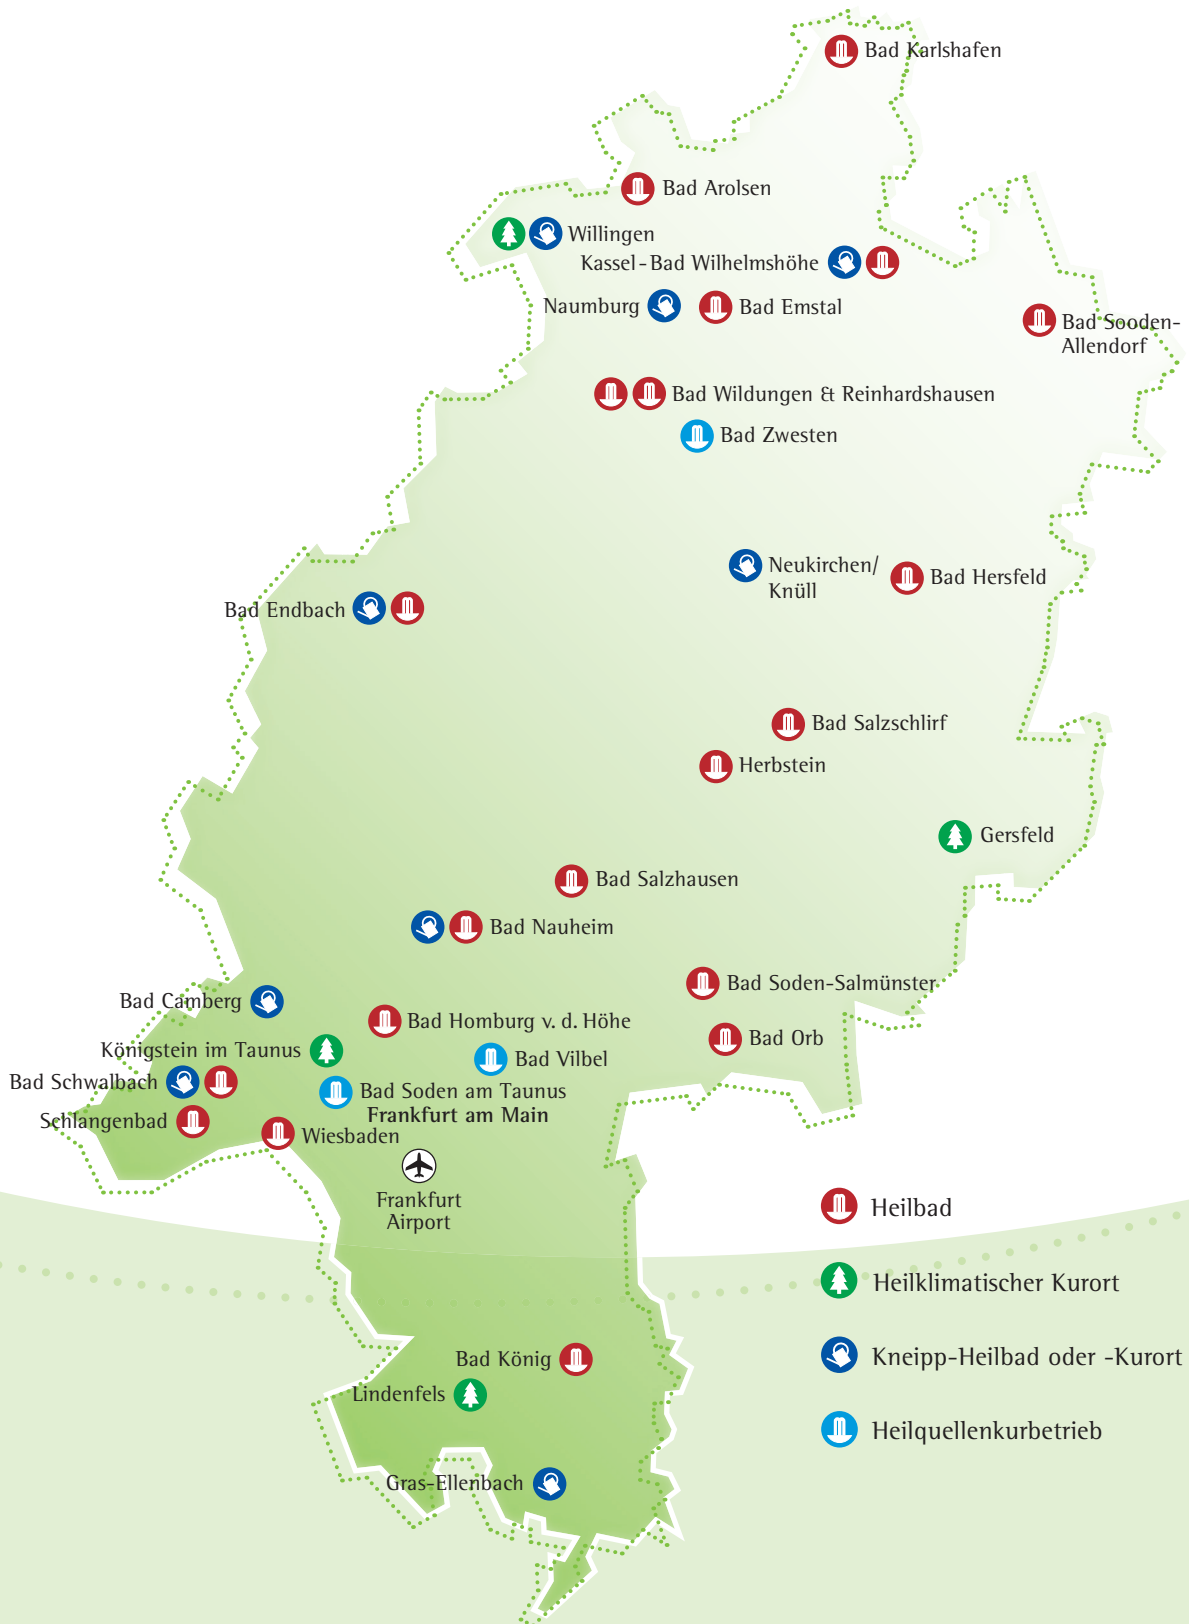 Bad Karlshafen
Bad Arolsen
Willingen
Kassel-Bad Wilhelmshöhe
Naumburg
Bad Emstal
Bad Sooden-
Allendorf
Bad Wildungen & Reinhardshausen
Bad Zwesten
Neukirchen/
Knüll
Bad Hersfeld
Bad Endbach
Bad Salzschlirf
Herbstein
Gersfeld
Bad Salzhausen
Bad Nauheim
Bad Soden-Salmünster
Bad Camberg
Bad Homburg v. d. Höhe
Bad Orb
Königstein im Taunus
Bad Vilbel
Bad Schwalbach
Bad Soden am Taunus
Frankfurt am Main
Schlangenbad
Wiesbaden
Frankfurt
Airport
Heilbad
Heilklimatischer Kurort
Kneipp-Heilbad oder -Kurort
Heilquellenkurbetrieb
Bad König
Lindenfels
Gras-Ellenbach